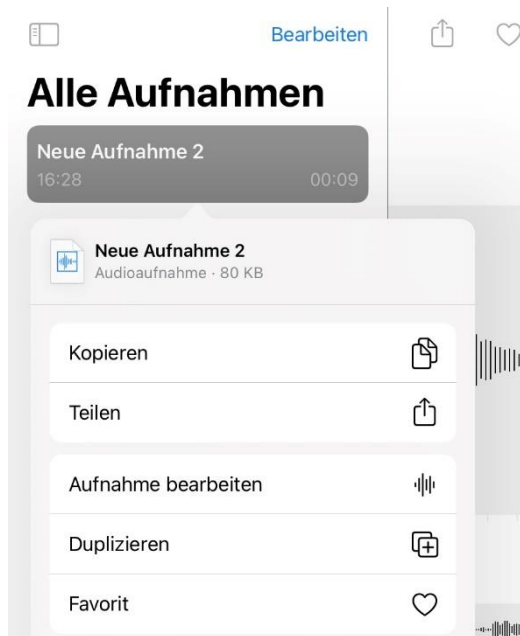 Bearbeiten
Alle Aufnahmen
Neue Aufnahme 2
16:28 00:09
Neue Aufnahme 2
Audioaufnahme · 80 KB
Kopieren
Teilen
Aufnahme bearbeiten
Duplizieren
Favorit